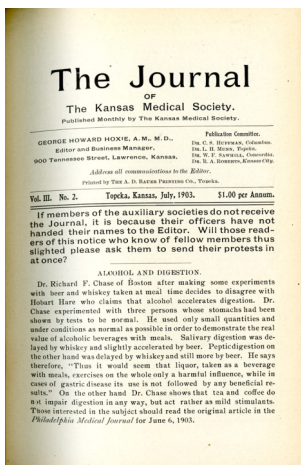 The Journal
OF
The Kansas Medical Society.
Published Monthly by The Kansas Medical Society.
GEORGE HOWARD HOXIE, A.M., M.D.,
Editor and Business Manager,
900 Tennessee Street, Lawrence, Kansas.
Publication Committee.
DR. C. S. HUFFMAN, Columbus.
DR. L. H. MUNN, Topeka.
DR. W. F. SAWHILL, Concordia.
DR. R. A. ROBERTS, Kansas City.
Address all communications to the Editor.
Printed by THE A. D. BAUER PRINTING CO., Topeka.
Vol. III. No. 2. Topeka, Kansas, July, 1903. $1.00 per Annum.
If members of the auxiliary societies do not receive
the Journal, it is because their officers have not
handed their names to the Editor. Will those read-
ers of this notice who know of fellow members thus
slighted please ask them to send their protests in
at once?
ALCOHOL AND DIGESTION.
Dr. Richard F. Chase of Boston after making some experiments
with beer and whiskey taken at meal time decides to disagree with
Hobart Hare who claims that alcohol accelerates digestion. Dr.
Chase experimented with three persons whose stomachs had been
shown by tests to be normal. He used only small quantities and
under conditions as normal as possible in order to demonstrate the real
value of alcoholic beverages with meals. Salivary digestion was de-
layed by whiskey and slightly accelerated by beer. Peptic digestion on
the other hand was delayed by whiskey and still more by beer. He says
therefore, "Thus it would seem that liquor, taken as a beverage
with meals, exercises on the whole only a harmful influence, while in
cases of gastric disease its use is not followed by any beneficial re-
sults." On the other hand Dr. Chase shows that tea and coffee do
not impair digestion in any way, but act rather as mild stimulants.
Those interested in the subject should read the original article in the
Philadelphia Medical Journal for June 6, 1903.